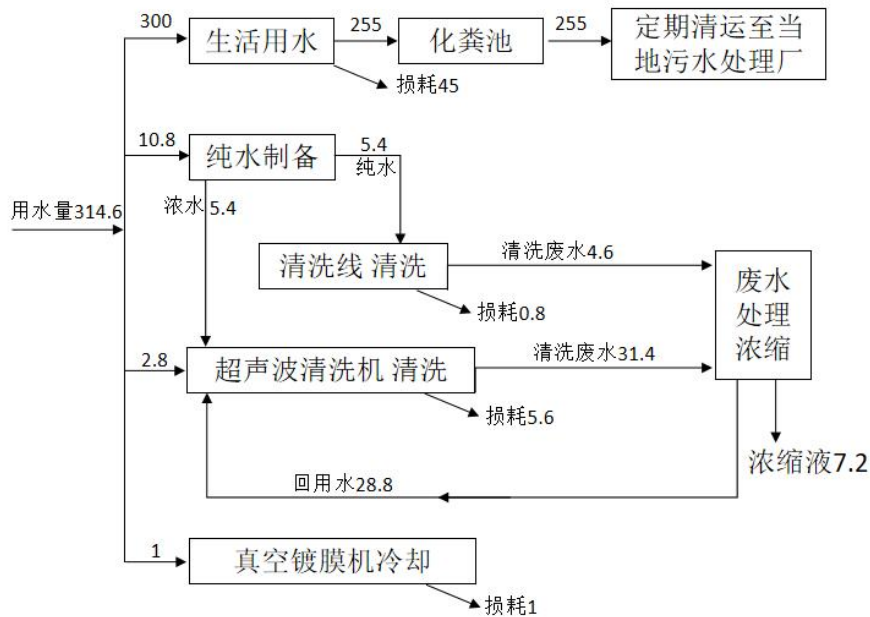 300
生活用水
255
化粪池
255
定期清运至当
地污水处理厂
损耗45
10.8
纯水制备
5.4
纯水
浓水 5.4
用水量314.6
清洗线 清洗
清洗废水4.6
损耗0.8
废水
处理
浓缩
2.8
超声波清洗机 清洗
清洗废水31.4
损耗5.6
浓缩液7.2
回用水28.8
1
真空镀膜机冷却
损耗1